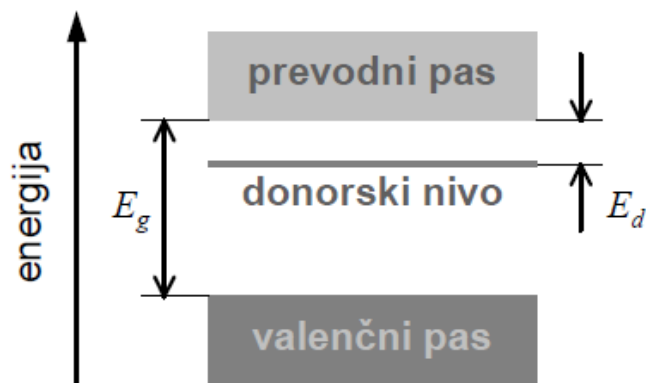 prevodni pas
energija
donorski nivo
E_g
E_d
valenčni pas